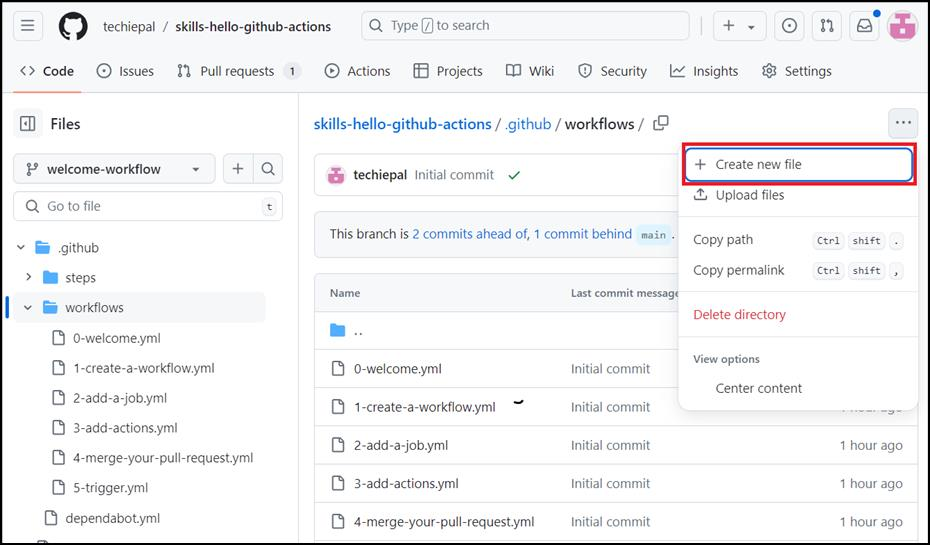 techiepal / skills-hello-github-actions
Type / to search
Code
Issues
Pull requests 1
Actions
Projects
Wiki
Security
Insights
Settings
Files
welcome-workflow
Go to file
t
.github
steps
workflows
0-welcome.yml
1-create-a-workflow.yml
2-add-a-job.yml
3-add-actions.yml
4-merge-your-pull-request.yml
5-trigger.yml
dependabot.yml
skills-hello-github-actions / .github / workflows /
techiepal Initial commit
This branch is 2 commits ahead of, 1 commit behind main .
Name Last commit message
..
0-welcome.yml Initial commit
1-create-a-workflow.yml Initial commit 1 hour ago
2-add-a-job.yml Initial commit 1 hour ago
3-add-actions.yml Initial commit 1 hour ago
4-merge-your-pull-request.yml Initial commit 1 hour ago
Create new file
Upload files
Copy path Ctrl shift .
Copy permalink Ctrl shift ,
Delete directory
View options
Center content